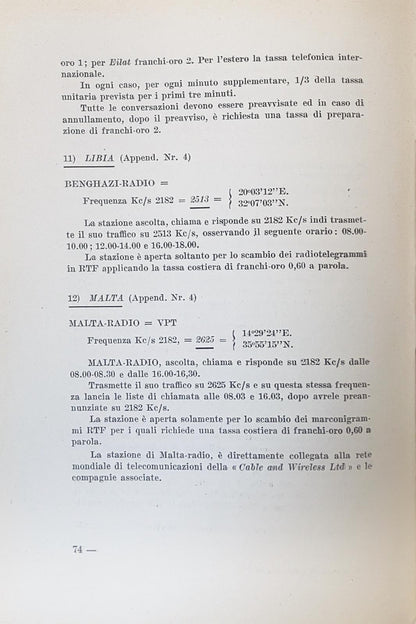 oro 1; per Eilat franchi-oro 2. Per l'estero la tassa telefonica inter-
nazionale.
In ogni caso, per ogni minuto supplementare, 1/3 della tassa
unitaria prevista per i primi tre minuti.
Tutte le conversazioni devono essere preavvisate ed in caso di
annullamento, dopo il preavviso, è richiesta una tassa di prepara-
zione di franchi-oro 2.
11) LIBIA (Append. Nr. 4)
BENGHAZI-RADIO =
Frequenza Kc/s 2182 = 2513 = { 20º03'12''E.
32º07'03''N.
La stazione ascolta, chiama e risponde su 2182 Kc/s indi trasmet-
te il suo traffico su 2513 Kc/s, osservando il seguente orario: 08.00-
10.00; 12.00-14.00 e 16.00-18.00.
La stazione è aperta soltanto per lo scambio dei radiotelegrammi
in RTF applicando la tassa costiera di franchi-oro 0,60 a parola.
12) MALTA (Append. Nr. 4)
MALTA-RADIO = VPT
Frequenza Kc/s 2182, = 2625 = { 14º29'24''E.
35º55'15''N.
MALTA-RADIO, ascolta, chiama e risponde su 2182 Kc/s dalle
08.00-08.30 e dalle 16.00-16,30.
Trasmette il suo traffico su 2625 Kc/s e su questa stessa frequen-
za lancia le liste di chiamata alle 08.03 e 16.03, dopo avrele prean-
nunziate su 2182 Kc/s.
La stazione è aperta solamente per lo scambio dei marconigram-
mi RTF per i quali richiede una tassa costiera di franchi-oro 0,60 a
parola.
La stazione di Malta-radio, è direttamente collegata alla rete
mondiale di telecomunicazioni della « Cable and Wireless Ltd » e le
compagnie associate.
74 —